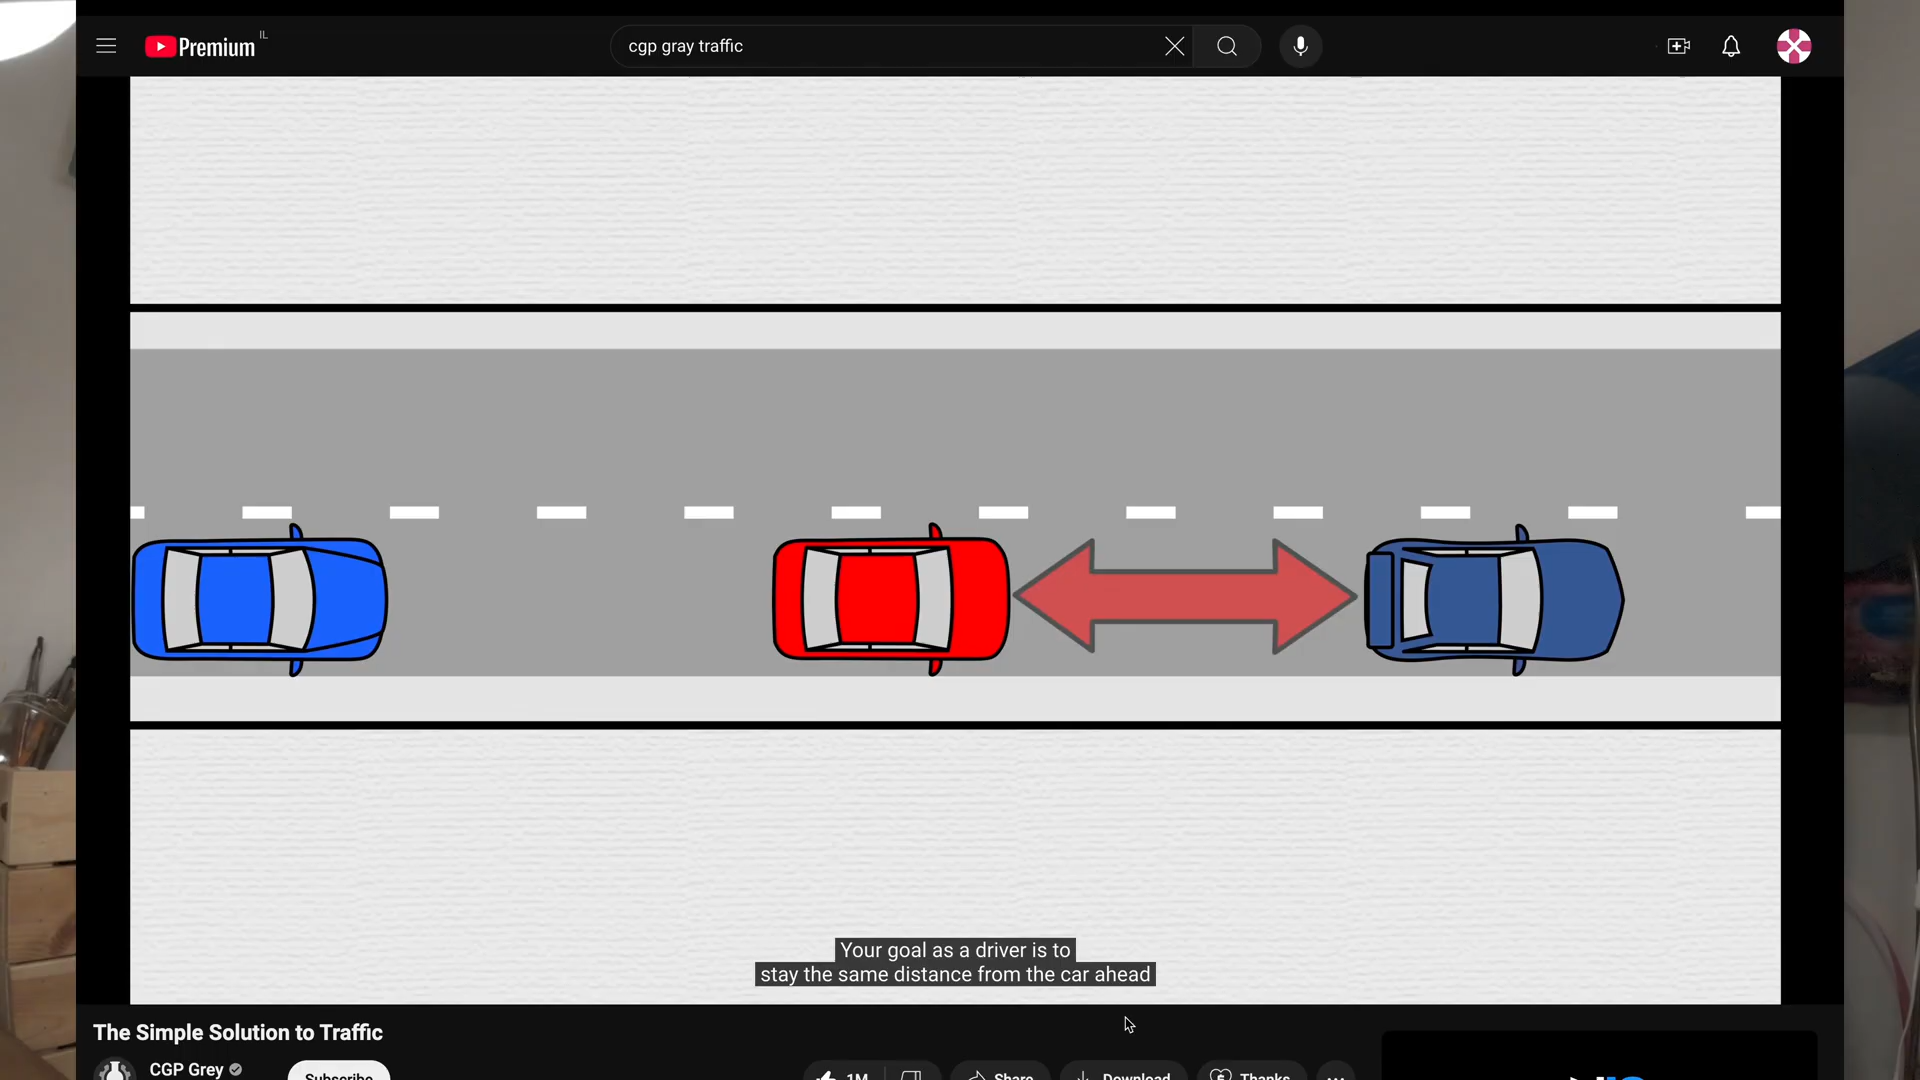 Premium
IL
cgp gray traffic
Your goal as a driver is to
stay the same distance from the car ahead
The Simple Solution to Traffic
CGP Grey
Subscribe
1M
Share
Download
Thanks